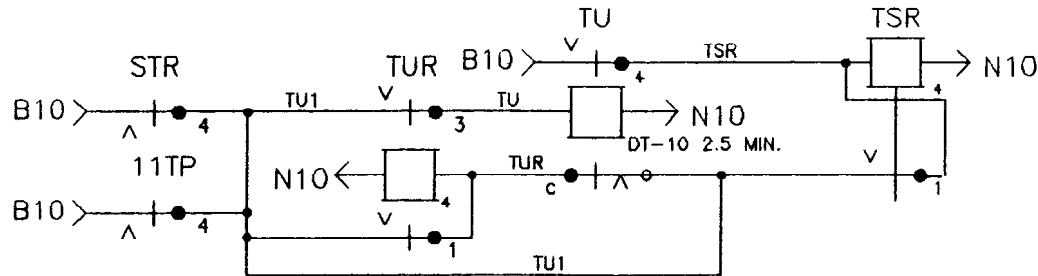 TU TSR
B10 TSR N10
4 4
STR TUR
B10 TU1 TU N10
4 3
DT-10 2.5 MIN.
11TP
N10 TUR
4 C 1
B10
4 1
TU1